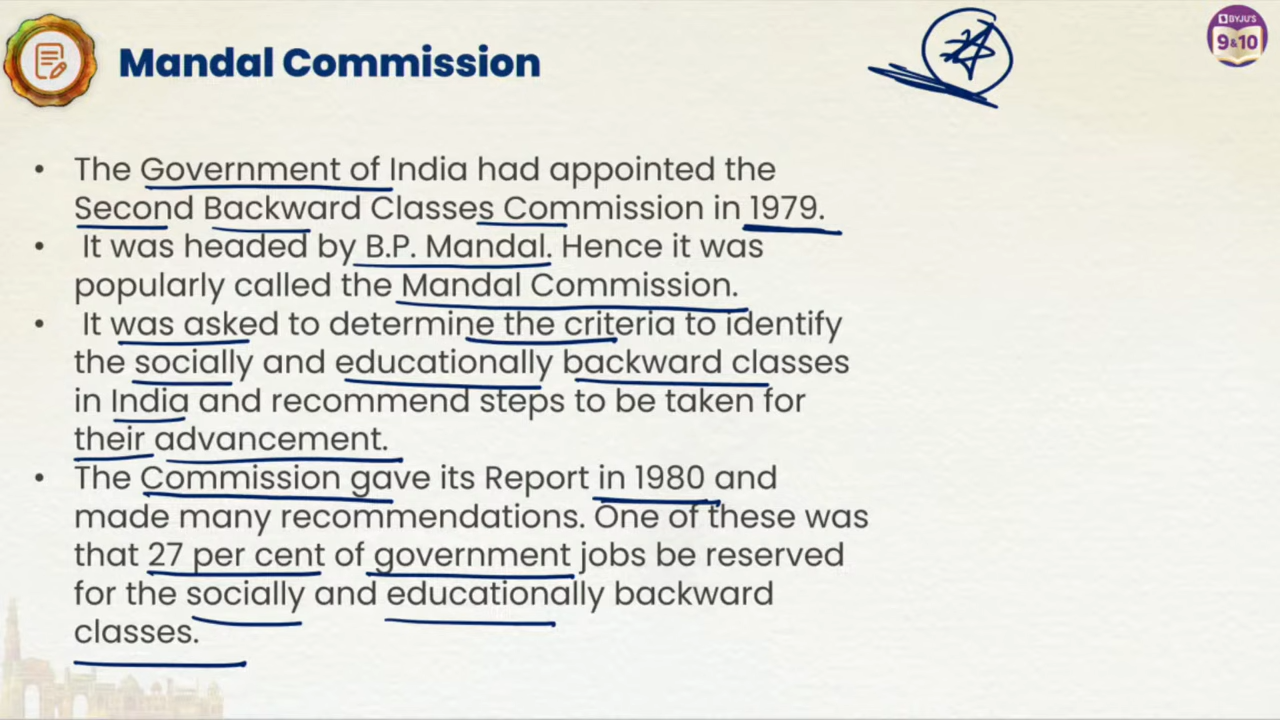 Mandal Commission
BYJU'S
9&10
• The Government of India had appointed the
Second Backward Classes Commission in 1979.
• It was headed by B.P. Mandal. Hence it was
popularly called the Mandal Commission.
• It was asked to determine the criteria to identify
the socially and educationally backward classes
in India and recommend steps to be taken for
their advancement.
• The Commission gave its Report in 1980 and
made many recommendations. One of these was
that 27 per cent of government jobs be reserved
for the socially and educationally backward
classes.